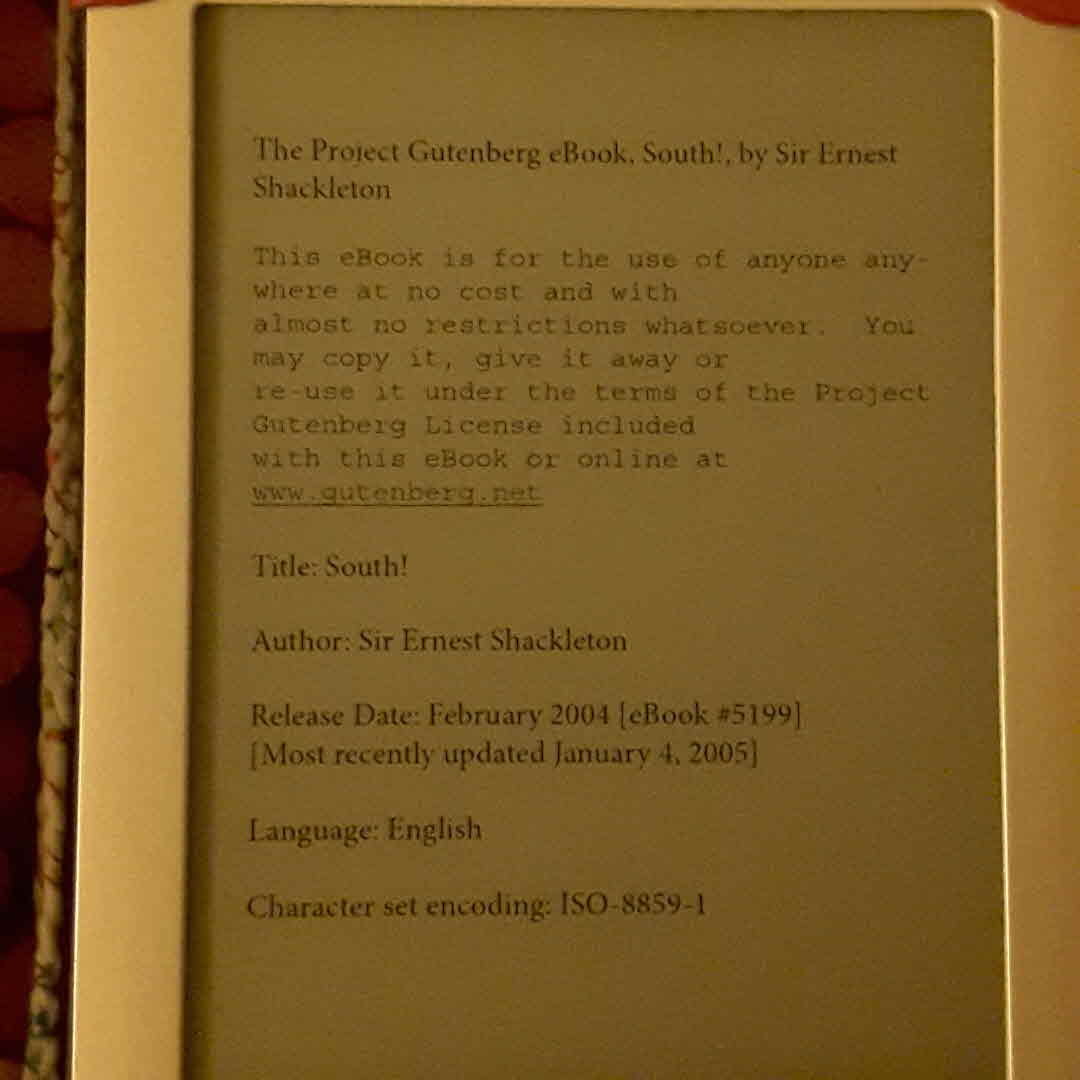 The Project Gutenberg eBook, South!, by Sir Ernest
Shackleton
This eBook is for the use of anyone any-
where at no cost and with
almost no restrictions whatsoever.  You
may copy it, give it away or
re-use it under the terms of the Project
Gutenberg License included
with this eBook or online at
www.gutenberg.net
Title: South!
Author: Sir Ernest Shackleton
Release Date: February 2004 [eBook #5199]
[Most recently updated January 4, 2005]
Language: English
Character set encoding: ISO-8859-1